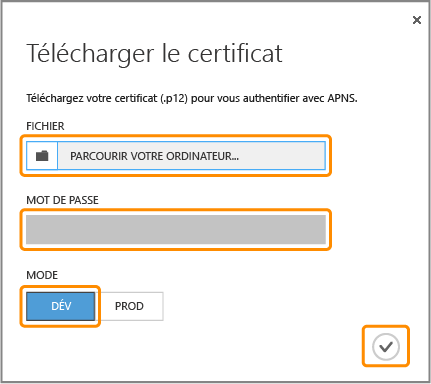 Télécharger le certificat
Téléchargez votre certificat (.p12) pour vous authentifier avec APNS.
FICHIER
PARCOURIR VOTRE ORDINATEUR...
MOT DE PASSE
MODE
DÉV PROD